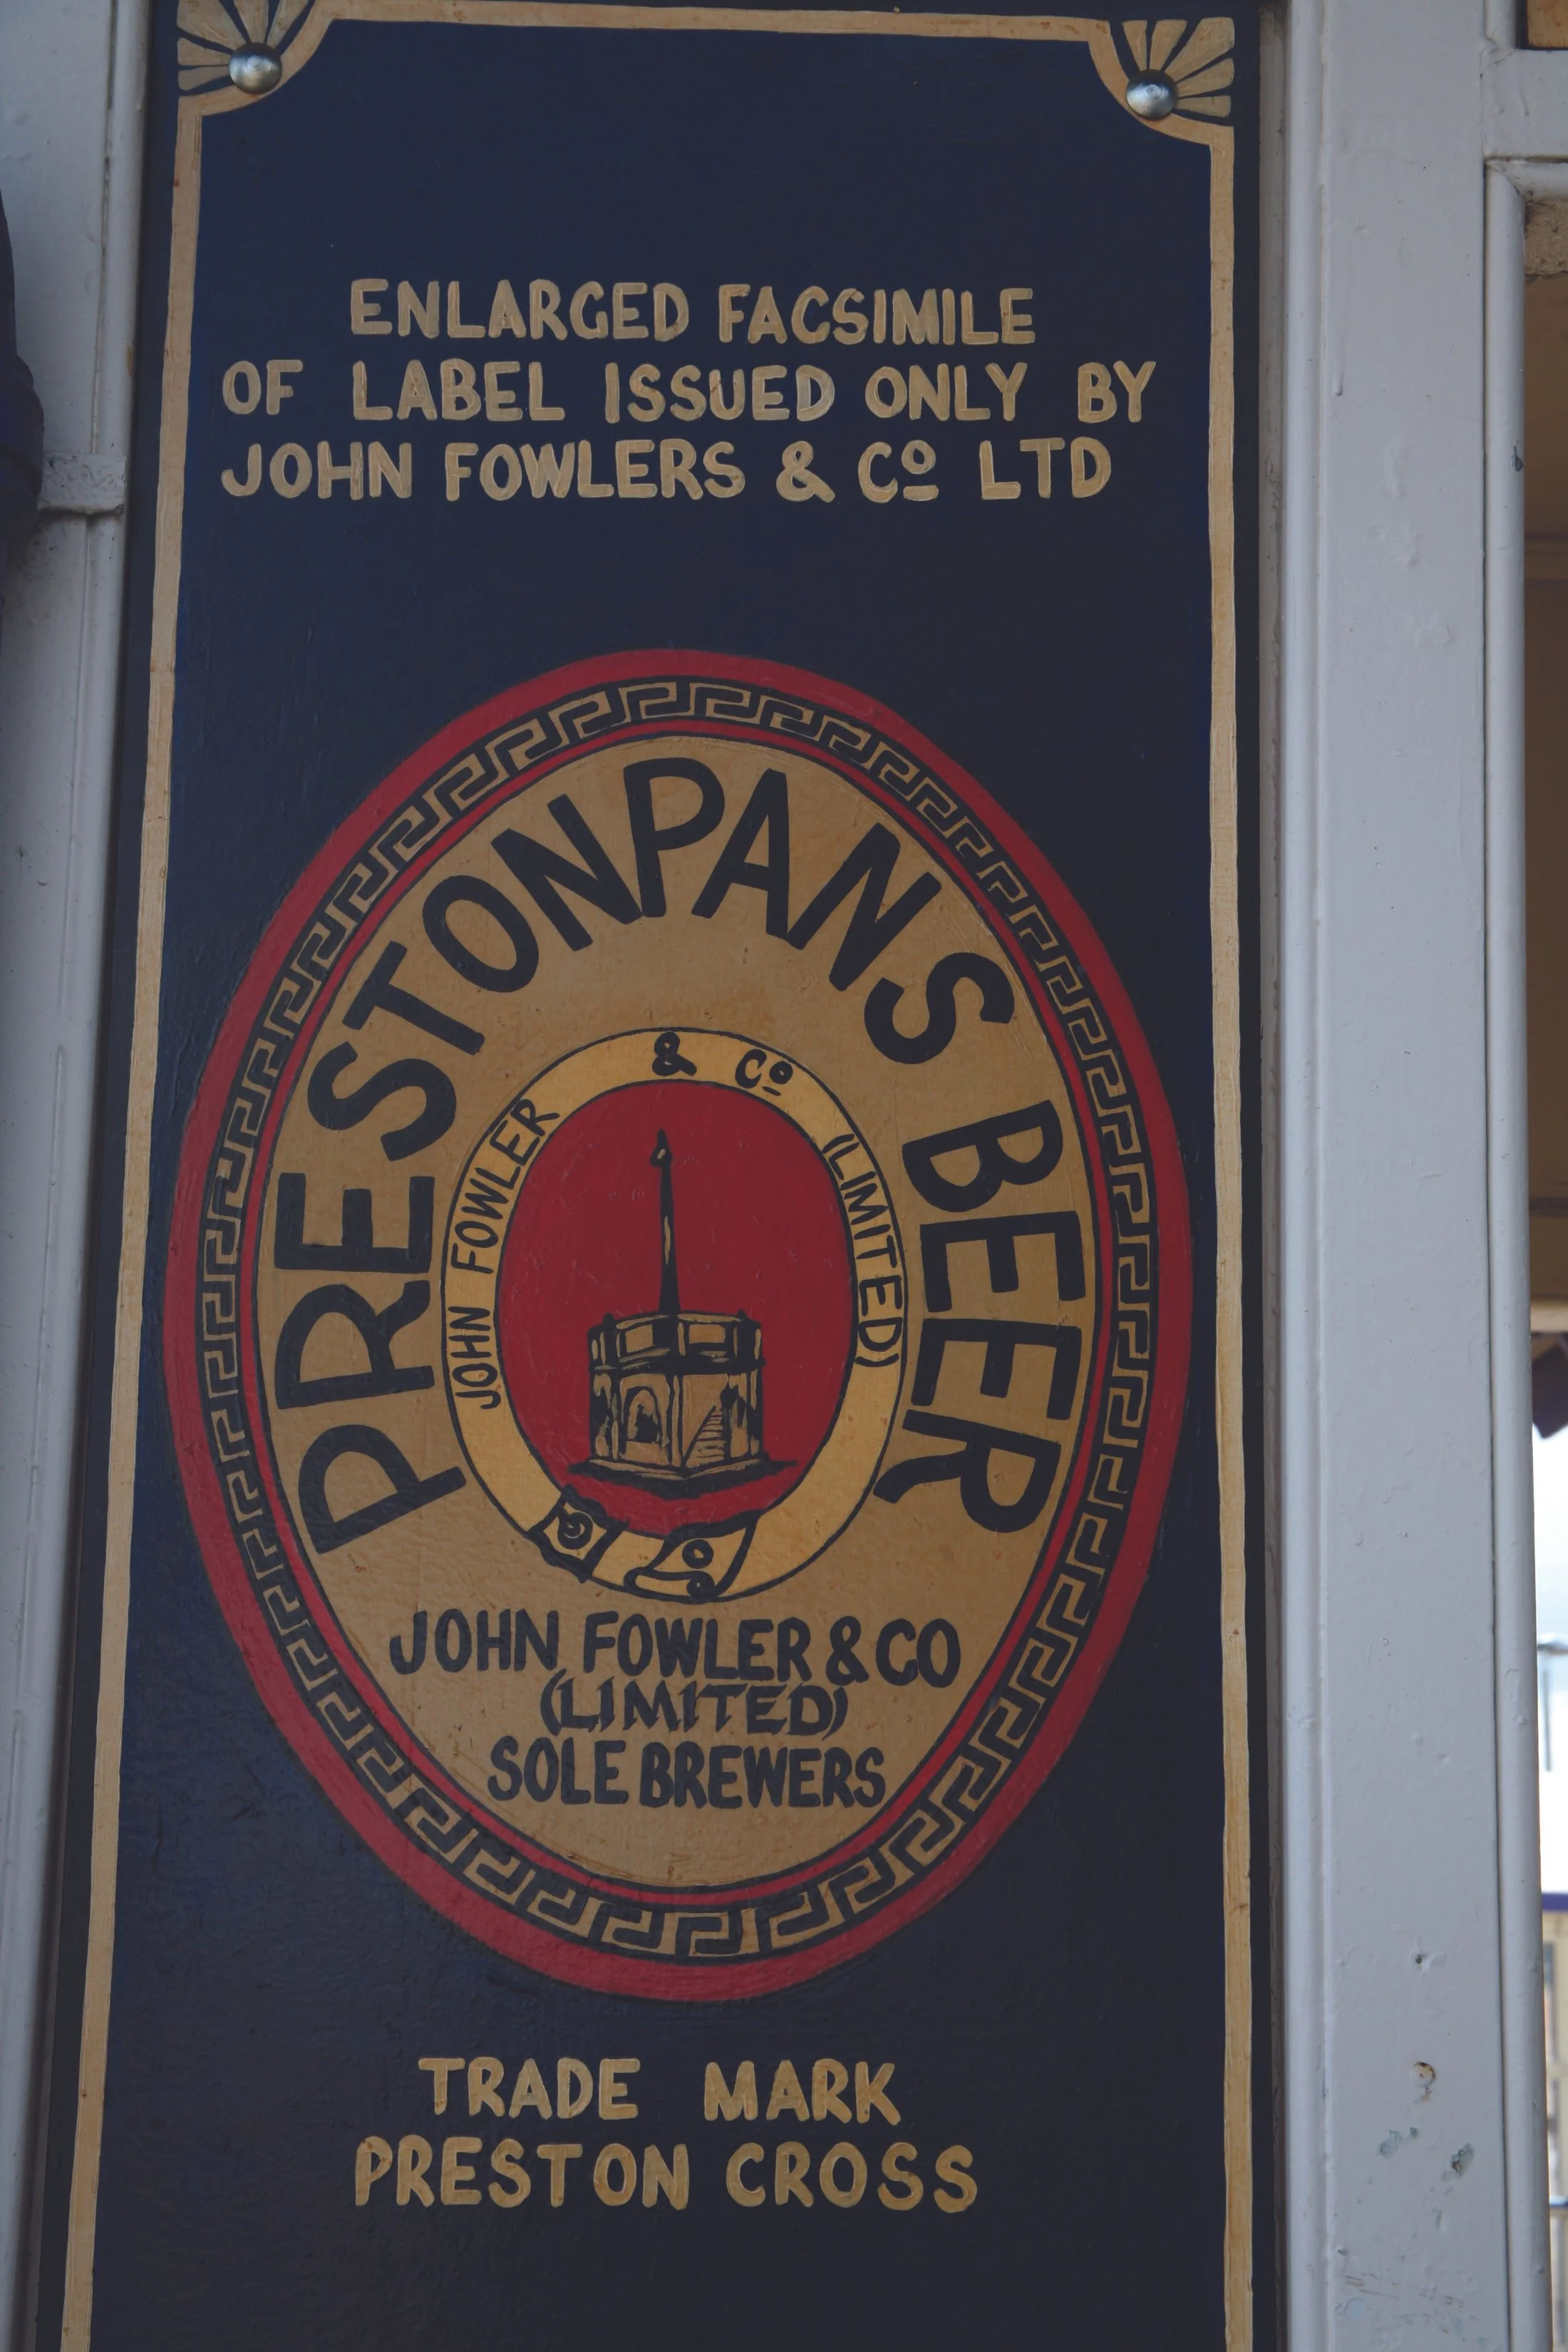 ENLARGED FACSIMILE
OF LABEL ISSUED ONLY BY
JOHN FOWLERS & Cº LTD
PRESTONPANS BEER
JOHN FOWLER & Cº (LIMITED)
JOHN FOWLER & CO
(LIMITED)
SOLE BREWERS
TRADE MARK
PRESTON CROSS